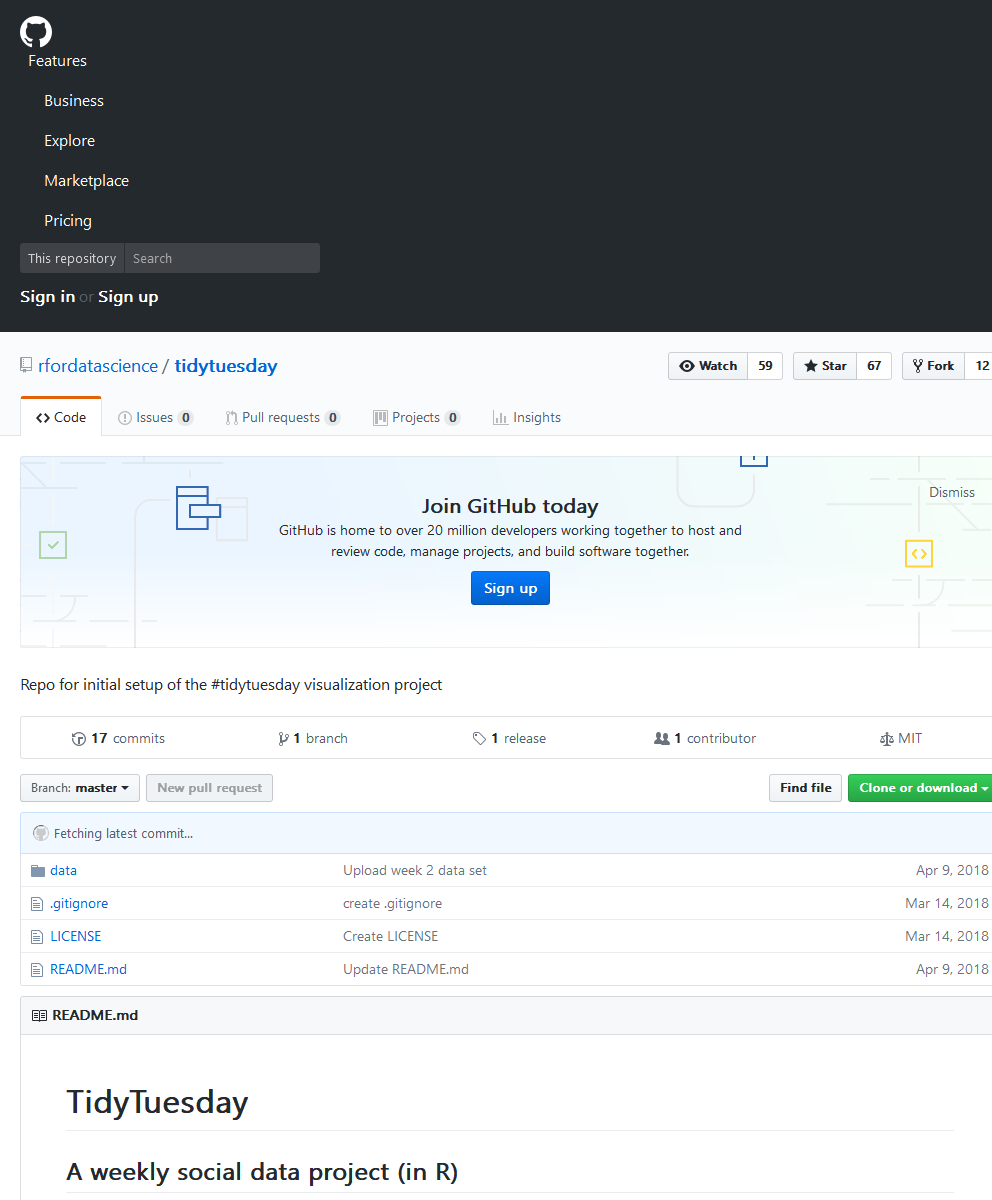 Features
Business
Explore
Marketplace
Pricing
This repository Search
Sign in or Sign up
rfordatascience / tidytuesday Watch 59 Star 67 Fork 12
Code Issues 0 Pull requests 0 Projects 0 Insights
Dismiss
Join GitHub today
GitHub is home to over 20 million developers working together to host and
review code, manage projects, and build software together.
Sign up
Repo for initial setup of the #tidytuesday visualization project
17 commits 1 branch 1 release 1 contributor MIT
Branch: master New pull request Find file Clone or download
Fetching latest commit...
data Upload week 2 data set Apr 9, 2018
.gitignore create .gitignore Mar 14, 2018
LICENSE Create LICENSE Mar 14, 2018
README.md Update README.md Apr 9, 2018
README.md
TidyTuesday
A weekly social data project (in R)